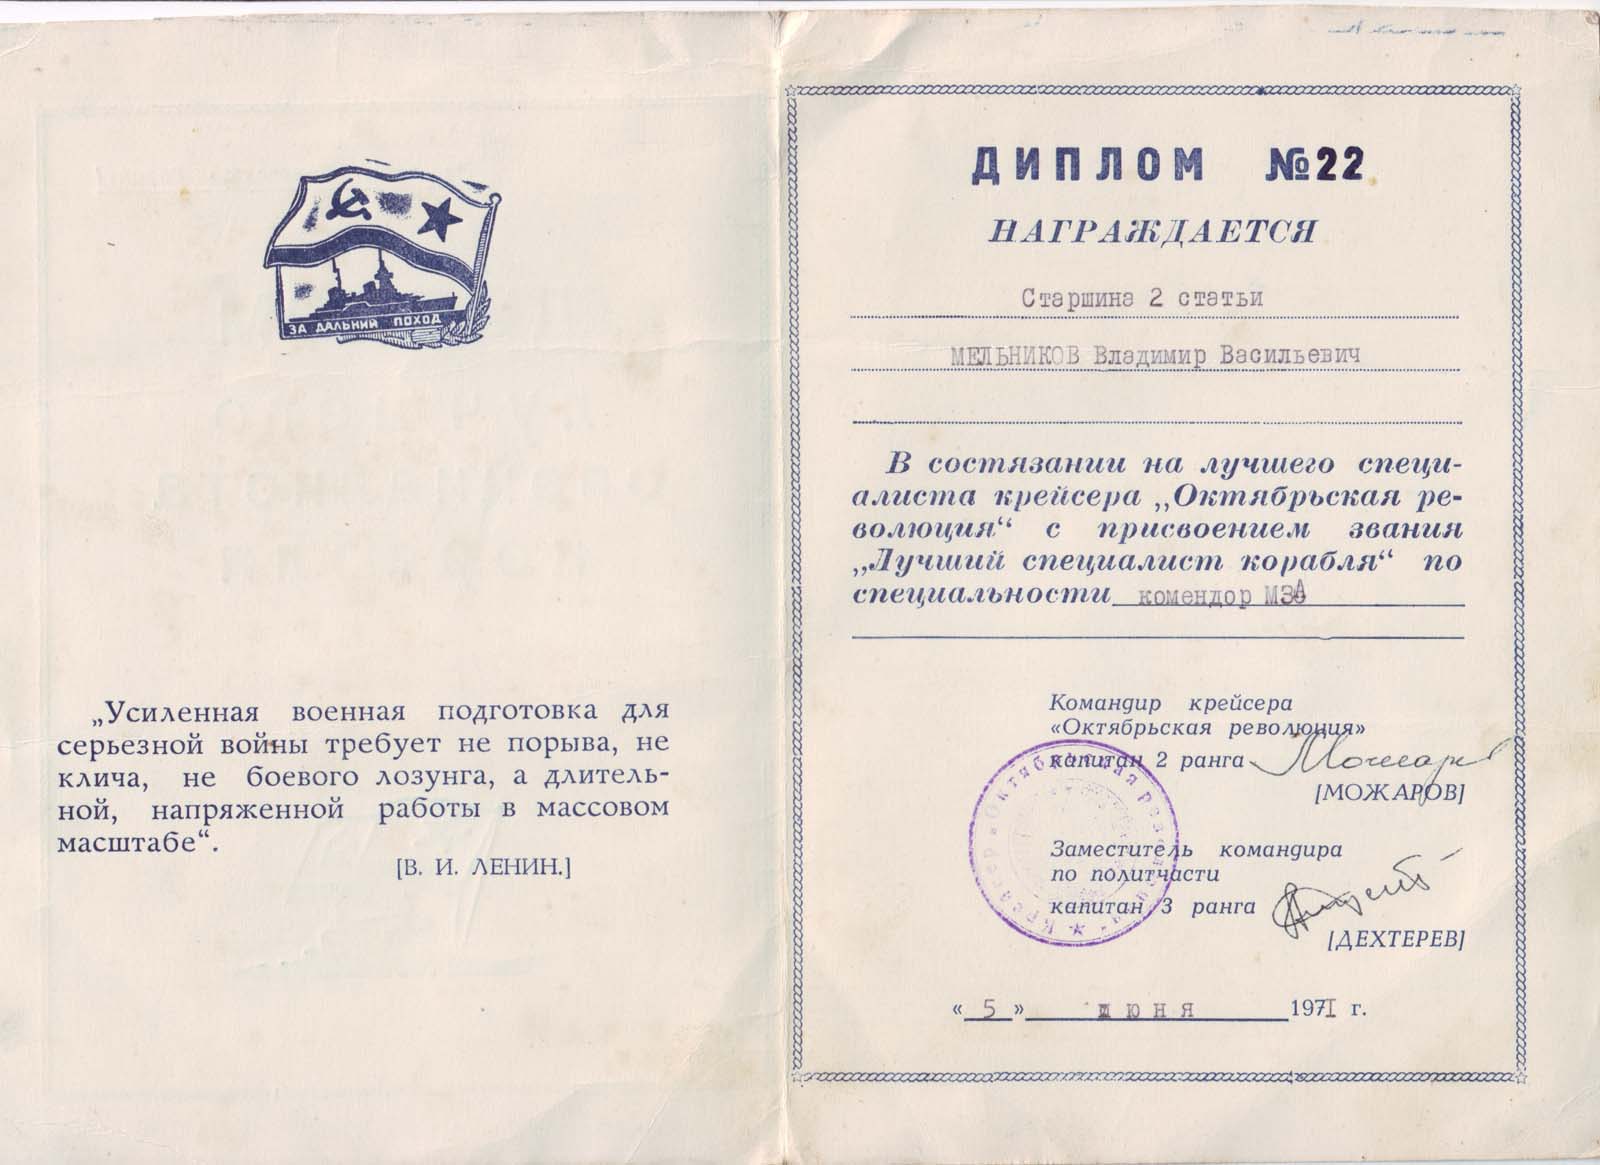 ЗА ДАЛЬНИЙ ПОХОД
„Усиленная военная подготовка для
серьезной войны требует не порыва, не
клича, не боевого лозунга, а длитель-
ной, напряженной работы в массовом
масштабе“.
[В. И. ЛЕНИН.]
ДИПЛОМ №22
НАГРАЖДАЕТСЯ
Старшина 2 статьи
МЕЛЬНИКОВ Владимир Васильевич
В состязании на лучшего специ-
алиста крейсера „Октябрьская ре-
волюция“ с присвоением звания
„Лучший специалист корабля“ по
специальности комендор МЗА
Командир крейсера
«Октябрьская революция»
капитан 2 ранга
[МОЖАРОВ]
Заместитель командира
по политчасти
капитан 3 ранга
[ДЕХТЕРЕВ]
«5» июня 1971 г.
Крейсер «Октябрьская революция»